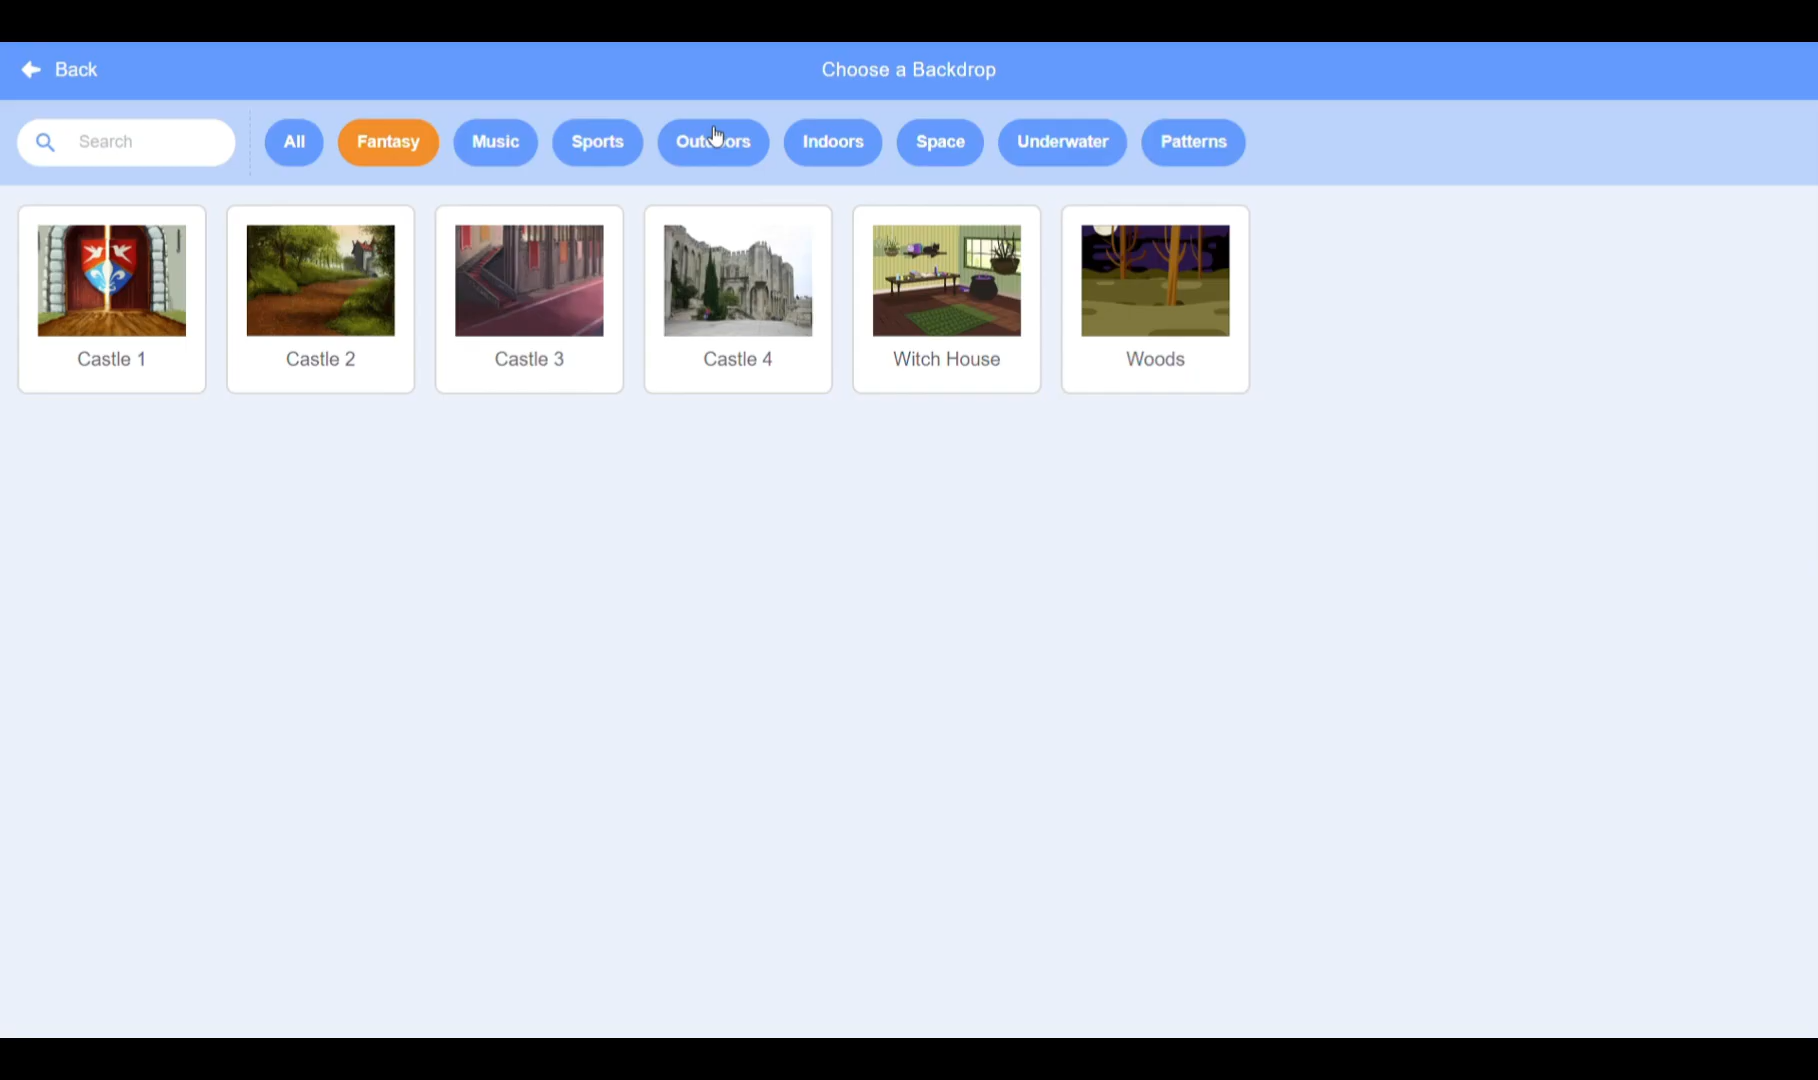 Back
Choose a Backdrop
Search
All
Fantasy
Music
Sports
Outdoors
Indoors
Space
Underwater
Patterns
Castle 1
Castle 2
Castle 3
Castle 4
Witch House
Woods